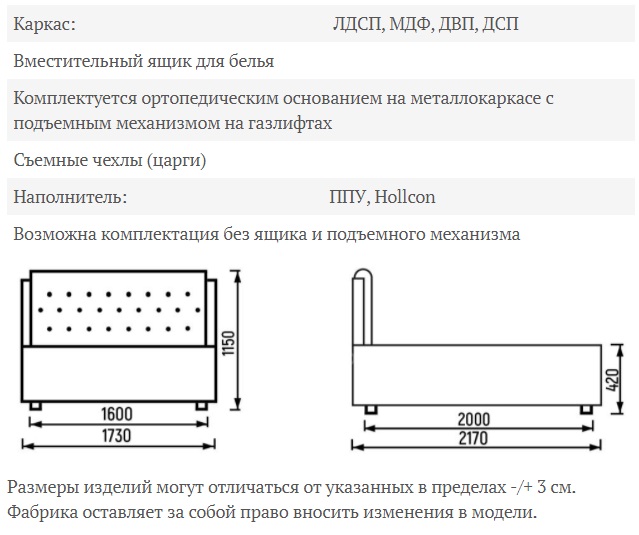 Каркас: ЛДСП, МДФ, ДВП, ДСП
Вместительный ящик для белья
Комплектуется ортопедическим основанием на металлокаркасе с
подъемным механизмом на газлифтах
Съемные чехлы (царги)
Наполнитель: ППУ, Hollcon
Возможна комплектация без ящика и подъемного механизма
1150
1600
1730
420
2000
2170
Размеры изделий могут отличаться от указанных в пределах -/+ 3 см.
Фабрика оставляет за собой право вносить изменения в модели.